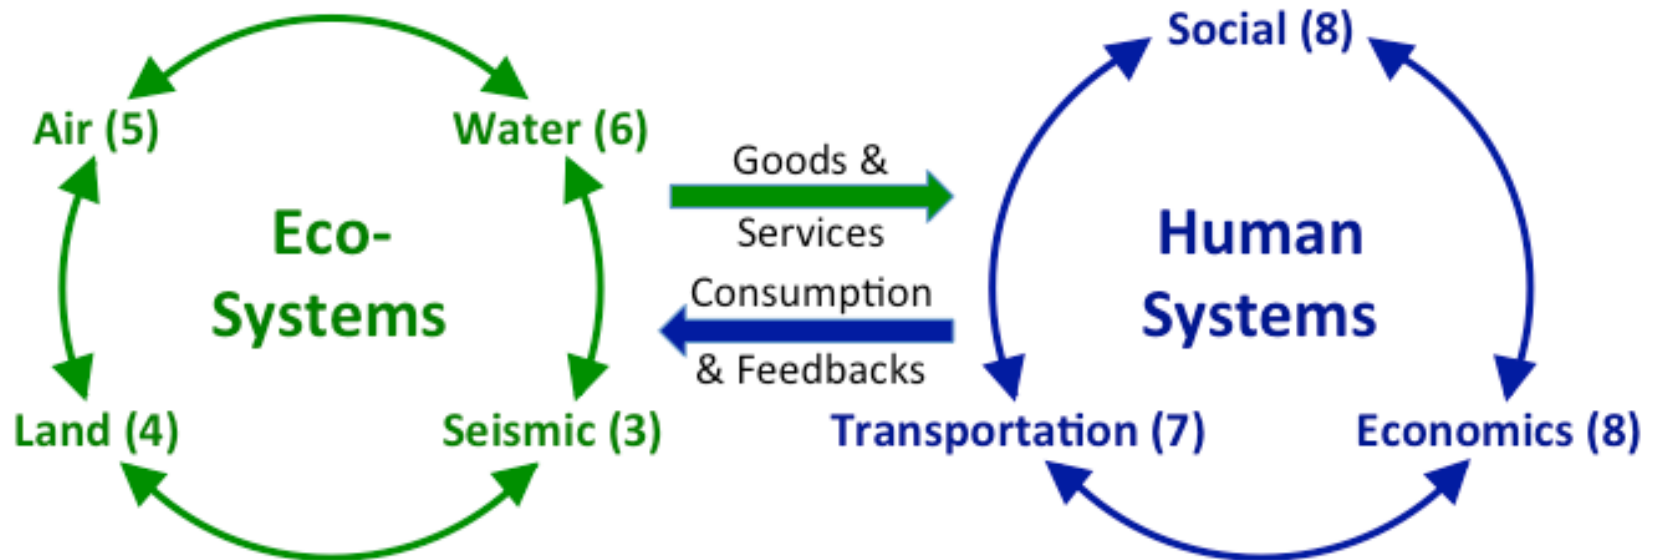 Social (8)
Air (5)
Water (6)
Goods &
Services
Eco-
Systems
Human
Systems
Consumption
& Feedbacks
Land (4)
Seismic (3)
Transportation (7)
Economics (8)